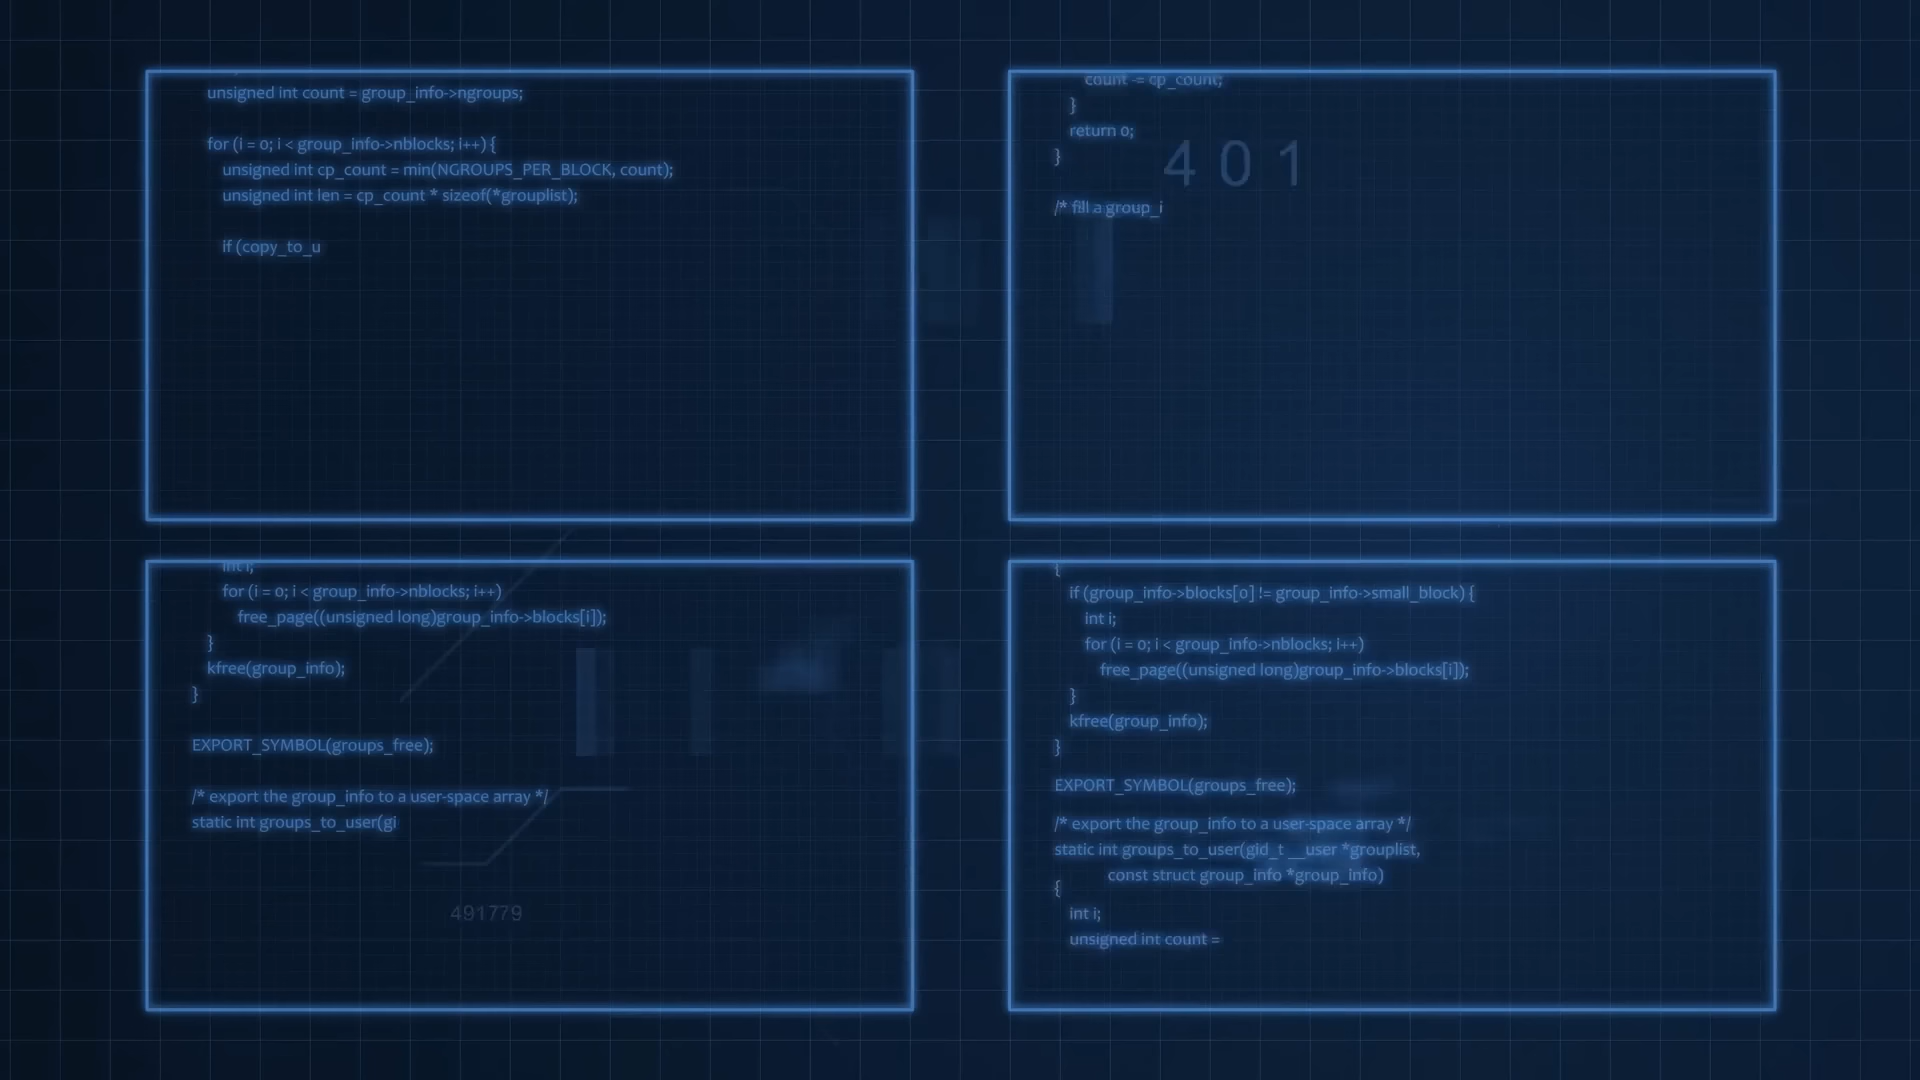 unsigned int count = group_info->ngroups;
for (i = 0; i < group_info->nblocks; i++) {
unsigned int cp_count = min(NGROUPS_PER_BLOCK, count);
unsigned int len = cp_count * sizeof(*grouplist);
if (copy_to_u
count -= cp_count;
}
return 0;
}
401
/* fill a group_i
int i;
for (i = 0; i < group_info->nblocks; i++)
free_page((unsigned long)group_info->blocks[i]);
}
kfree(group_info);
}
EXPORT_SYMBOL(groups_free);
/* export the group_info to a user-space array */
static int groups_to_user(gi
491779
{
if (group_info->blocks[0] != group_info->small_block) {
int i;
for (i = 0; i < group_info->nblocks; i++)
free_page((unsigned long)group_info->blocks[i]);
}
kfree(group_info);
}
EXPORT_SYMBOL(groups_free);
/* export the group_info to a user-space array */
static int groups_to_user(gid_t __user *grouplist,
const struct group_info *group_info)
{
int i;
unsigned int count =